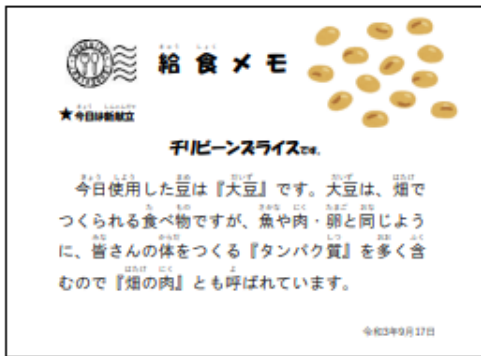 給食メモ
★今日は新献立
チリビーンズライスです。
今日使用した豆は『大豆』です。大豆は、畑で
つくられる食べ物ですが、魚や肉・卵と同じよう
に、皆さんの体をつくる『タンパク質』を多く含
むので『畑の肉』とも呼ばれています。
令和3年9月17日